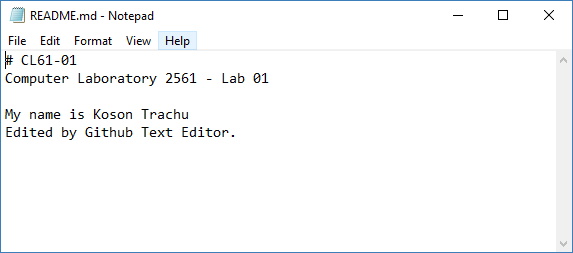 README.md - Notepad
File Edit Format View Help
# CL61-01
Computer Laboratory 2561 - Lab 01
My name is Koson Trachu
Edited by Github Text Editor.